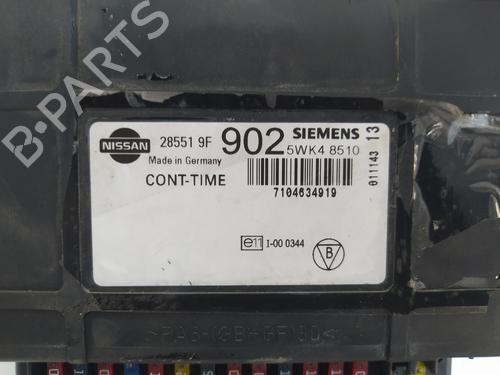 B-PARTS
NISSAN
28551 9F 902
SIEMENS
5WK4 8510
Made in Germany
CONT-TIME
7104634919
011143 13
e11 I-00 0344
B